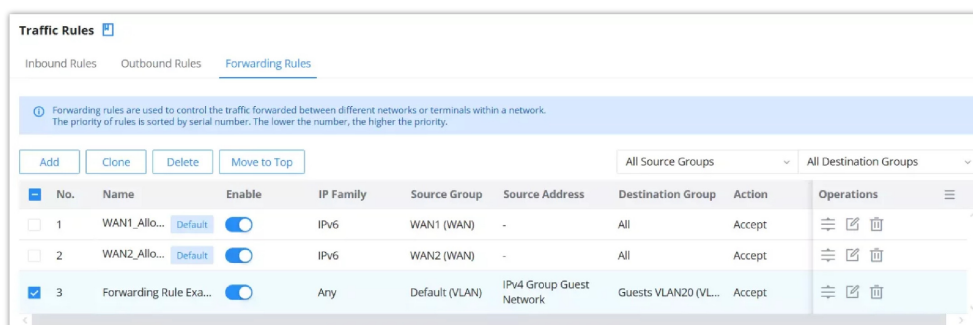 Traffic Rules
Inbound Rules Outbound Rules Forwarding Rules
Forwarding rules are used to control the traffic forwarded between different networks or terminals within a network.
The priority of rules is sorted by serial number. The lower the number, the higher the priority.
Add Clone Delete Move to Top All Source Groups All Destination Groups
No. Name Enable IP Family Source Group Source Address Destination Group Action Operations
1 WAN1_Allo... Default IPv6 WAN1 (WAN) - All Accept
2 WAN2_Allo... Default IPv6 WAN2 (WAN) - All Accept
3 Forwarding Rule Exa... Any Default (VLAN) IPv4 Group Guest Network Guests VLAN20 (VL... Accept